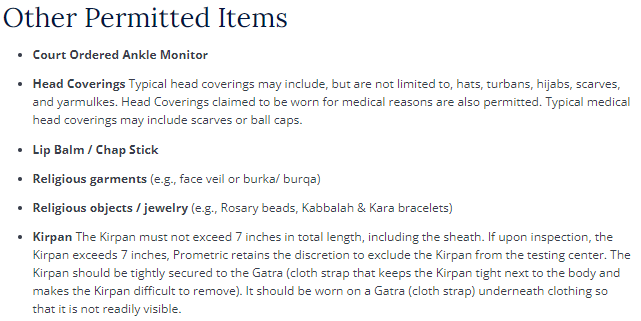 Other Permitted Items
• Court Ordered Ankle Monitor
• Head Coverings Typical head coverings may include, but are not limited to, hats, turbans, hijabs, scarves,
and yarmulkes. Head Coverings claimed to be worn for medical reasons are also permitted. Typical medical
head coverings may include scarves or ball caps.
• Lip Balm / Chap Stick
• Religious garments (e.g., face veil or burka/ burqa)
• Religious objects / jewelry (e.g., Rosary beads, Kabbalah & Kara bracelets)
• Kirpan The Kirpan must not exceed 7 inches in total length, including the sheath. If upon inspection, the
Kirpan exceeds 7 inches, Prometric retains the discretion to exclude the Kirpan from the testing center. The
Kirpan should be tightly secured to the Gatra (cloth strap that keeps the Kirpan tight next to the body and
makes the Kirpan difficult to remove). It should be worn on a Gatra (cloth strap) underneath clothing so
that it is not readily visible.